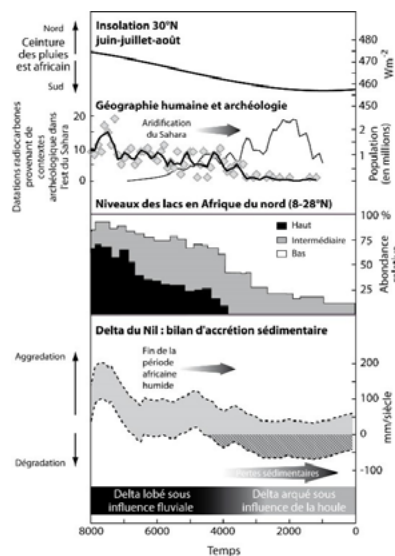 Nord
Ceinture
des pluies
est africain
Sud
Insolation 30°N
juin-juillet-août
480
470
460
450
Wm-2
Géographie humaine et archéologie
Datations radiocarbones
provenant de
contextes
archéologique dans
l'est du Sahara
20
10
0
Aridification
du Sahara
2
1
Population
(en millions)
Niveaux des lacs en Afrique du nord (8-28°N)
Haut
Intermédiaire
Bas
100 %
75
50
25
0
Abondance
relative
Delta du Nil : bilan d'accrétion sédimentaire
Aggradation
Dégradation
Fin de la
période
africaine
humide
200
100
0
-100
mm/siècle
Pertes sédimentaires
Delta lobé sous
influence fluviale
Delta arqué sous
influence de la houle
8000
6000
4000
2000
0
Temps